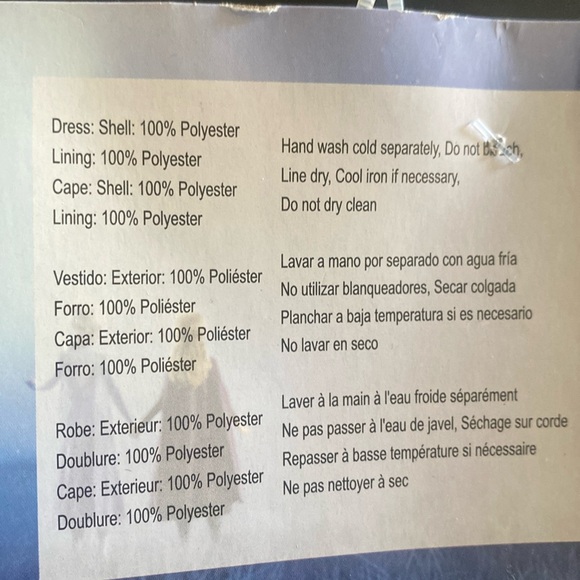 Dress: Shell: 100% Polyester
Lining: 100% Polyester
Cape: Shell: 100% Polyester
Lining: 100% Polyester
Hand wash cold separately, Do not
Line dry, Cool iron if necessary,
Do not dry clean
Vestido: Exterior: 100% Poliéster
Forro: 100% Poliéster
Capa: Exterior: 100% Poliéster
Forro: 100% Poliéster
Lavar a mano por separado con agua fría
No utilizar blanqueadores, Secar colgada
Planchar a baja temperatura si es necesario
No lavar en seco
Robe: Exterieur: 100% Polyester
Doublure: 100% Polyester
Cape: Exterieur: 100% Polyester
Doublure: 100% Polyester
Laver à la main à l'eau froide séparément
Ne pas passer à l'eau de javel, Séchage sur corde
Repasser à basse température si nécessaire
Ne pas nettoyer à sec